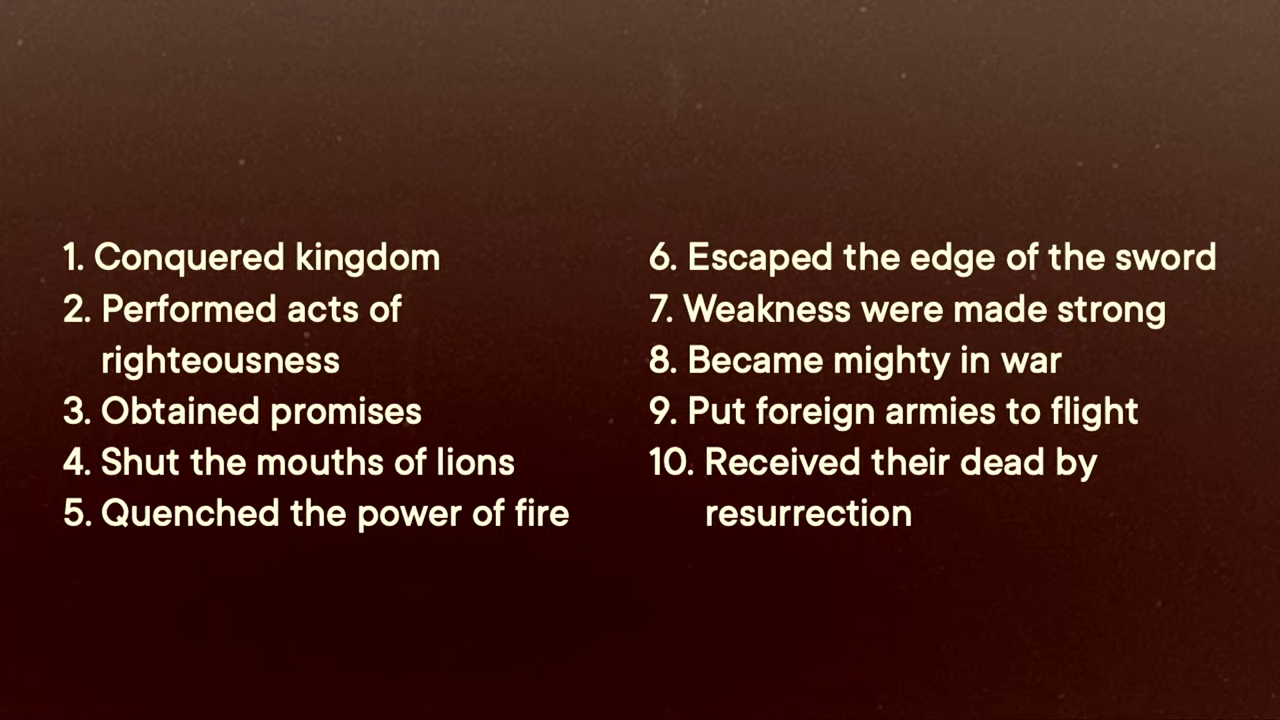 1. Conquered kingdom
2. Performed acts of
righteousness
3. Obtained promises
4. Shut the mouths of lions
5. Quenched the power of fire
6. Escaped the edge of the sword
7. Weakness were made strong
8. Became mighty in war
9. Put foreign armies to flight
10. Received their dead by
resurrection